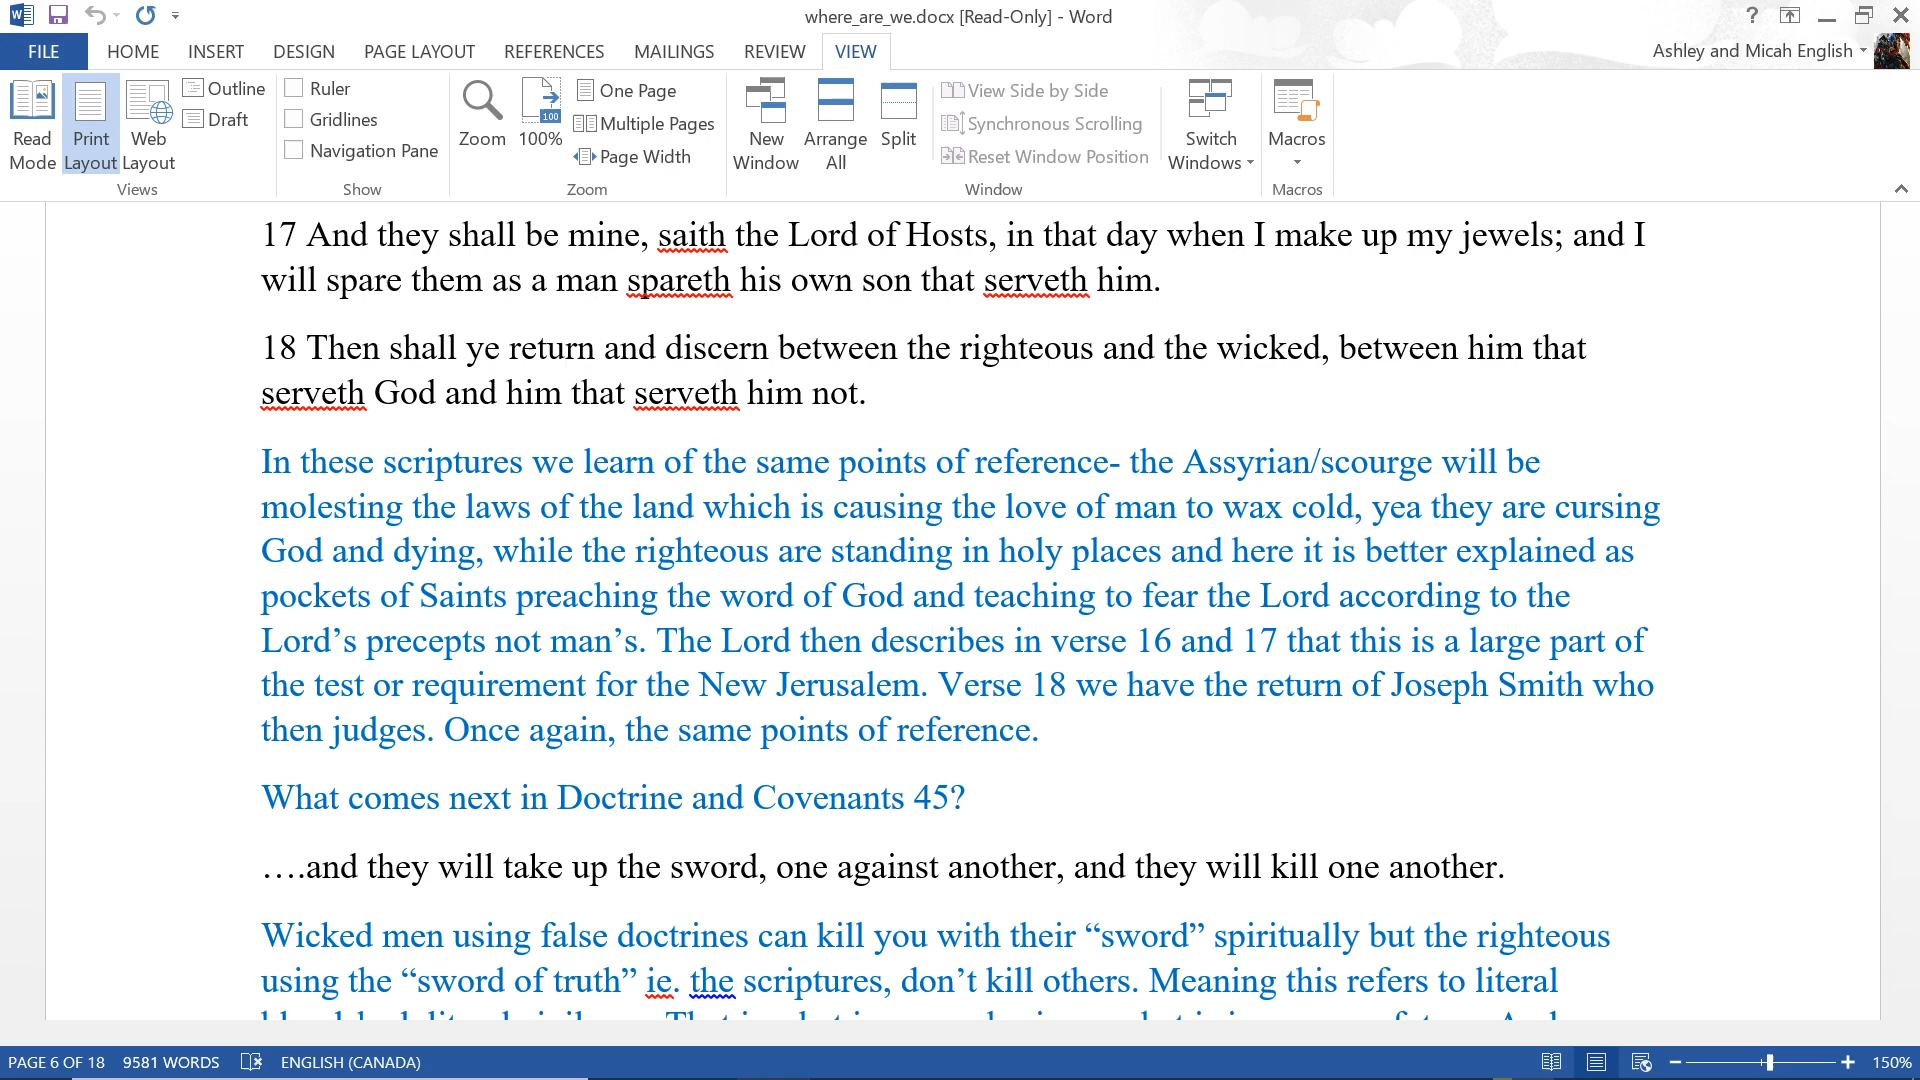 where_are_we.docx [Read-Only] - Word
?
FILE HOME INSERT DESIGN PAGE LAYOUT REFERENCES MAILINGS REVIEW VIEW
Ashley and Micah English
Read Mode
Print Layout
Web Layout
Outline
Draft
Views
Ruler
Gridlines
Navigation Pane
Show
Zoom
100
100%
One Page
Multiple Pages
Page Width
Zoom
New Window
Arrange All
Split
View Side by Side
Synchronous Scrolling
Reset Window Position
Window
Switch Windows
Macros
Macros
17 And they shall be mine, saith the Lord of Hosts, in that day when I make up my jewels; and I
will spare them as a man spareth his own son that serveth him.
18 Then shall ye return and discern between the righteous and the wicked, between him that
serveth God and him that serveth him not.
In these scriptures we learn of the same points of reference- the Assyrian/scourge will be
molesting the laws of the land which is causing the love of man to wax cold, yea they are cursing
God and dying, while the righteous are standing in holy places and here it is better explained as
pockets of Saints preaching the word of God and teaching to fear the Lord according to the
Lord’s precepts not man’s. The Lord then describes in verse 16 and 17 that this is a large part of
the test or requirement for the New Jerusalem. Verse 18 we have the return of Joseph Smith who
then judges. Once again, the same points of reference.
What comes next in Doctrine and Covenants 45?
….and they will take up the sword, one against another, and they will kill one another.
Wicked men using false doctrines can kill you with their “sword” spiritually but the righteous
using the “sword of truth” ie. the scriptures, don’t kill others. Meaning this refers to literal
PAGE 6 OF 18 9581 WORDS ENGLISH (CANADA)
150%